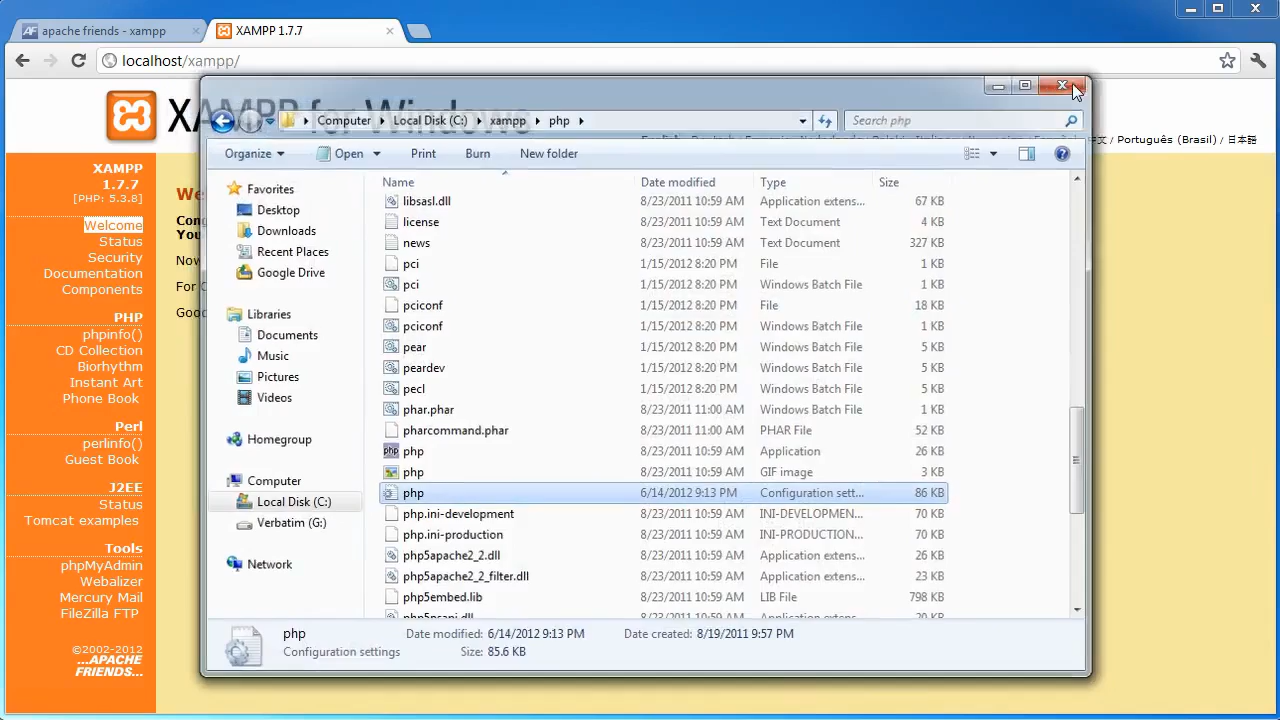 apache friends - xampp
XAMPP 1.7.7
localhost/xampp/
XAMPP for Windows
Português (Brasil) / 日本語
XAMPP
1.7.7
[PHP: 5.3.8]
Welcome
Status
Security
Documentation
Components
PHP
phpinfo()
CD Collection
Biorhythm
Instant Art
Phone Book
Perl
perlinfo()
Guest Book
J2EE
Status
Tomcat examples
Tools
phpMyAdmin
Webalizer
Mercury Mail
FileZilla FTP
©2002-2012
...APACHE
FRIENDS...
Computer Local Disk (C:) xampp php
Search php
Organize Open Print Burn New folder
Favorites
Desktop
Downloads
Recent Places
Google Drive
Libraries
Documents
Music
Pictures
Videos
Homegroup
Computer
Local Disk (C:)
Verbatim (G:)
Network
Name Date modified Type Size
libsasl.dll 8/23/2011 10:59 AM Application exten... 67 KB
license 8/23/2011 10:59 AM Text Document 4 KB
news 8/23/2011 10:59 AM Text Document 327 KB
pci 1/15/2012 8:20 PM File 1 KB
pci 1/15/2012 8:20 PM Windows Batch File 1 KB
pciconf 1/15/2012 8:20 PM File 18 KB
pciconf 1/15/2012 8:20 PM Windows Batch File 1 KB
pear 1/15/2012 8:20 PM Windows Batch File 5 KB
peardev 1/15/2012 8:20 PM Windows Batch File 5 KB
pecl 1/15/2012 8:20 PM Windows Batch File 5 KB
phar.phar 8/23/2011 11:00 AM Windows Batch File 1 KB
pharcommand.phar 8/23/2011 11:00 AM PHAR File 52 KB
php 8/23/2011 10:59 AM Application 26 KB
php 8/23/2011 10:59 AM GIF image 3 KB
php 6/14/2012 9:13 PM Configuration sett... 86 KB
php.ini-development 8/23/2011 10:59 AM INI-DEVELOPMEN... 70 KB
php.ini-production 8/23/2011 10:59 AM INI-PRODUCTION... 70 KB
php5apache2_2.dll 8/23/2011 10:59 AM Application extens... 26 KB
php5apache2_2_filter.dll 8/23/2011 10:59 AM Application extens... 23 KB
php5embed.lib 8/23/2011 10:59 AM LIB File 798 KB
php Date modified: 6/14/2012 9:13 PM Date created: 8/19/2011 9:57 PM
Configuration settings Size: 85.6 KB